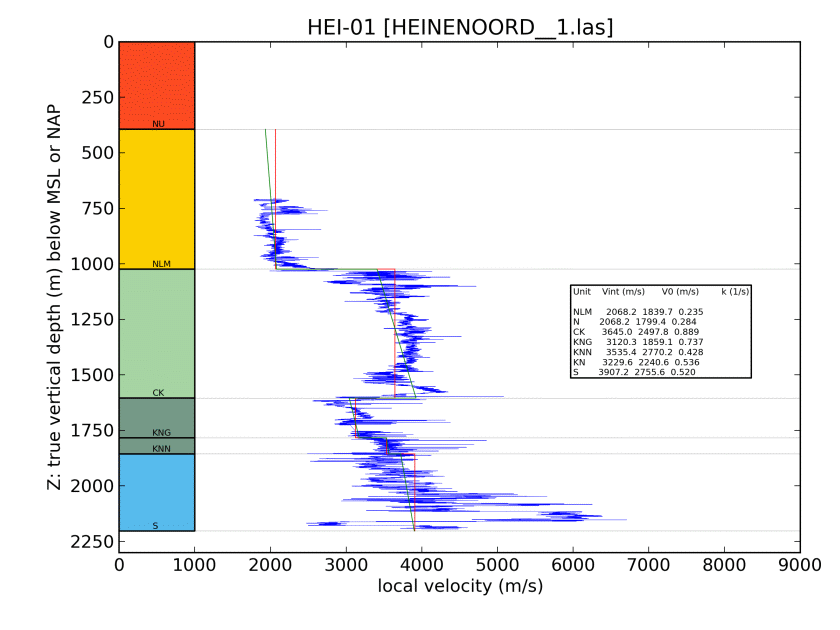 HEI-01 [HEINENOORD__1.las]
Z: true vertical depth (m) below MSL or NAP
0
250
500
750
1000
1250
1500
1750
2000
2250
NU
NLM
CK
KNG
KNN
S
Unit Vint (m/s) V0 (m/s) k (1/s)
NLM 2068.2 1839.7 0.235
N 2068.2 1799.4 0.284
CK 3645.0 2497.8 0.889
KNG 3120.3 1859.1 0.737
KNN 3535.4 2770.2 0.428
KN 3229.6 2240.6 0.536
S 3907.2 2755.6 0.520
0 1000 2000 3000 4000 5000 6000 7000 8000 9000
local velocity (m/s)